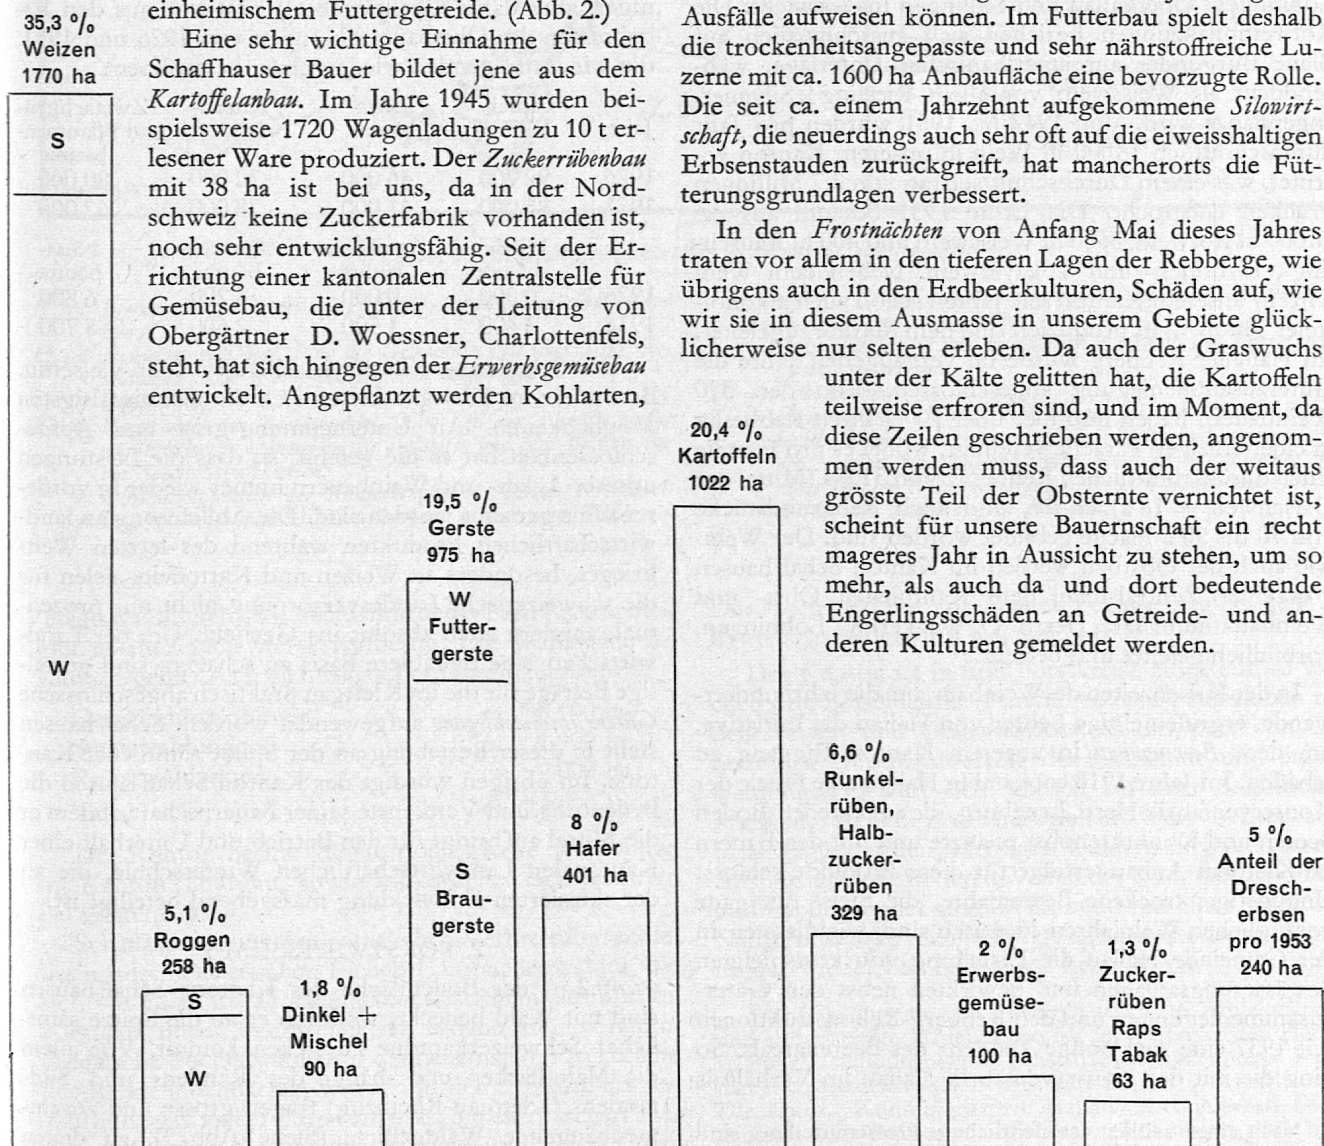 einheimischem Futtergetreide. (Abb. 2.)
Eine sehr wichtige Einnahme für den
Schaffhauser Bauer bildet jene aus dem
Kartoffelanbau. Im Jahre 1945 wurden bei-
spielsweise 1720 Wagenladungen zu 10 t er-
lesener Ware produziert. Der Zuckerrübenbau
mit 38 ha ist bei uns, da in der Nord-
schweiz keine Zuckerfabrik vorhanden ist,
noch sehr entwicklungsfähig. Seit der Er-
richtung einer kantonalen Zentralstelle für
Gemüsebau, die unter der Leitung von
Obergärtner D. Woessner, Charlottenfels,
steht, hat sich hingegen der Erwerbsgemüsebau
entwickelt. Angepflanzt werden Kohlarten,
Ausfälle aufweisen können. Im Futterbau spielt deshalb
die trockenheitsangepasste und sehr nährstoffreiche Lu-
zerne mit ca. 1600 ha Anbaufläche eine bevorzugte Rolle.
Die seit ca. einem Jahrzehnt aufgekommene Silowirt-
schaft, die neuerdings auch sehr oft auf die eiweisshaltigen
Erbsenstauden zurückgreift, hat mancherorts die Füt-
terungsgrundlagen verbessert.
In den Frostnächten von Anfang Mai dieses Jahres
traten vor allem in den tieferen Lagen der Rebberge, wie
übrigens auch in den Erdbeerkulturen, Schäden auf, wie
wir sie in diesem Ausmasse in unserem Gebiete glück-
licherweise nur selten erleben. Da auch der Graswuchs
unter der Kälte gelitten hat, die Kartoffeln
teilweise erfroren sind, und im Moment, da
diese Zeilen geschrieben werden, angenom-
men werden muss, dass auch der weitaus
grösste Teil der Obsternte vernichtet ist,
scheint für unsere Bauernschaft ein recht
mageres Jahr in Aussicht zu stehen, um so
mehr, als auch da und dort bedeutende
Engerlingsschäden an Getreide- und an-
deren Kulturen gemeldet werden.
35,3 %
Weizen
1770 ha
S
W
5,1 %
Roggen
258 ha
S
W
1,8 %
Dinkel +
Mischel
90 ha
19,5 %
Gerste
975 ha
W
Futter-
gerste
S
Brau-
gerste
8 %
Hafer
401 ha
20,4 %
Kartoffeln
1022 ha
6,6 %
Runkel-
rüben,
Halb-
zucker-
rüben
329 ha
2 %
Erwerbs-
gemüse-
bau
100 ha
1,3 %
Zucker-
rüben
Raps
Tabak
63 ha
5 %
Anteil der
Dresch-
erbsen
pro 1953
240 ha